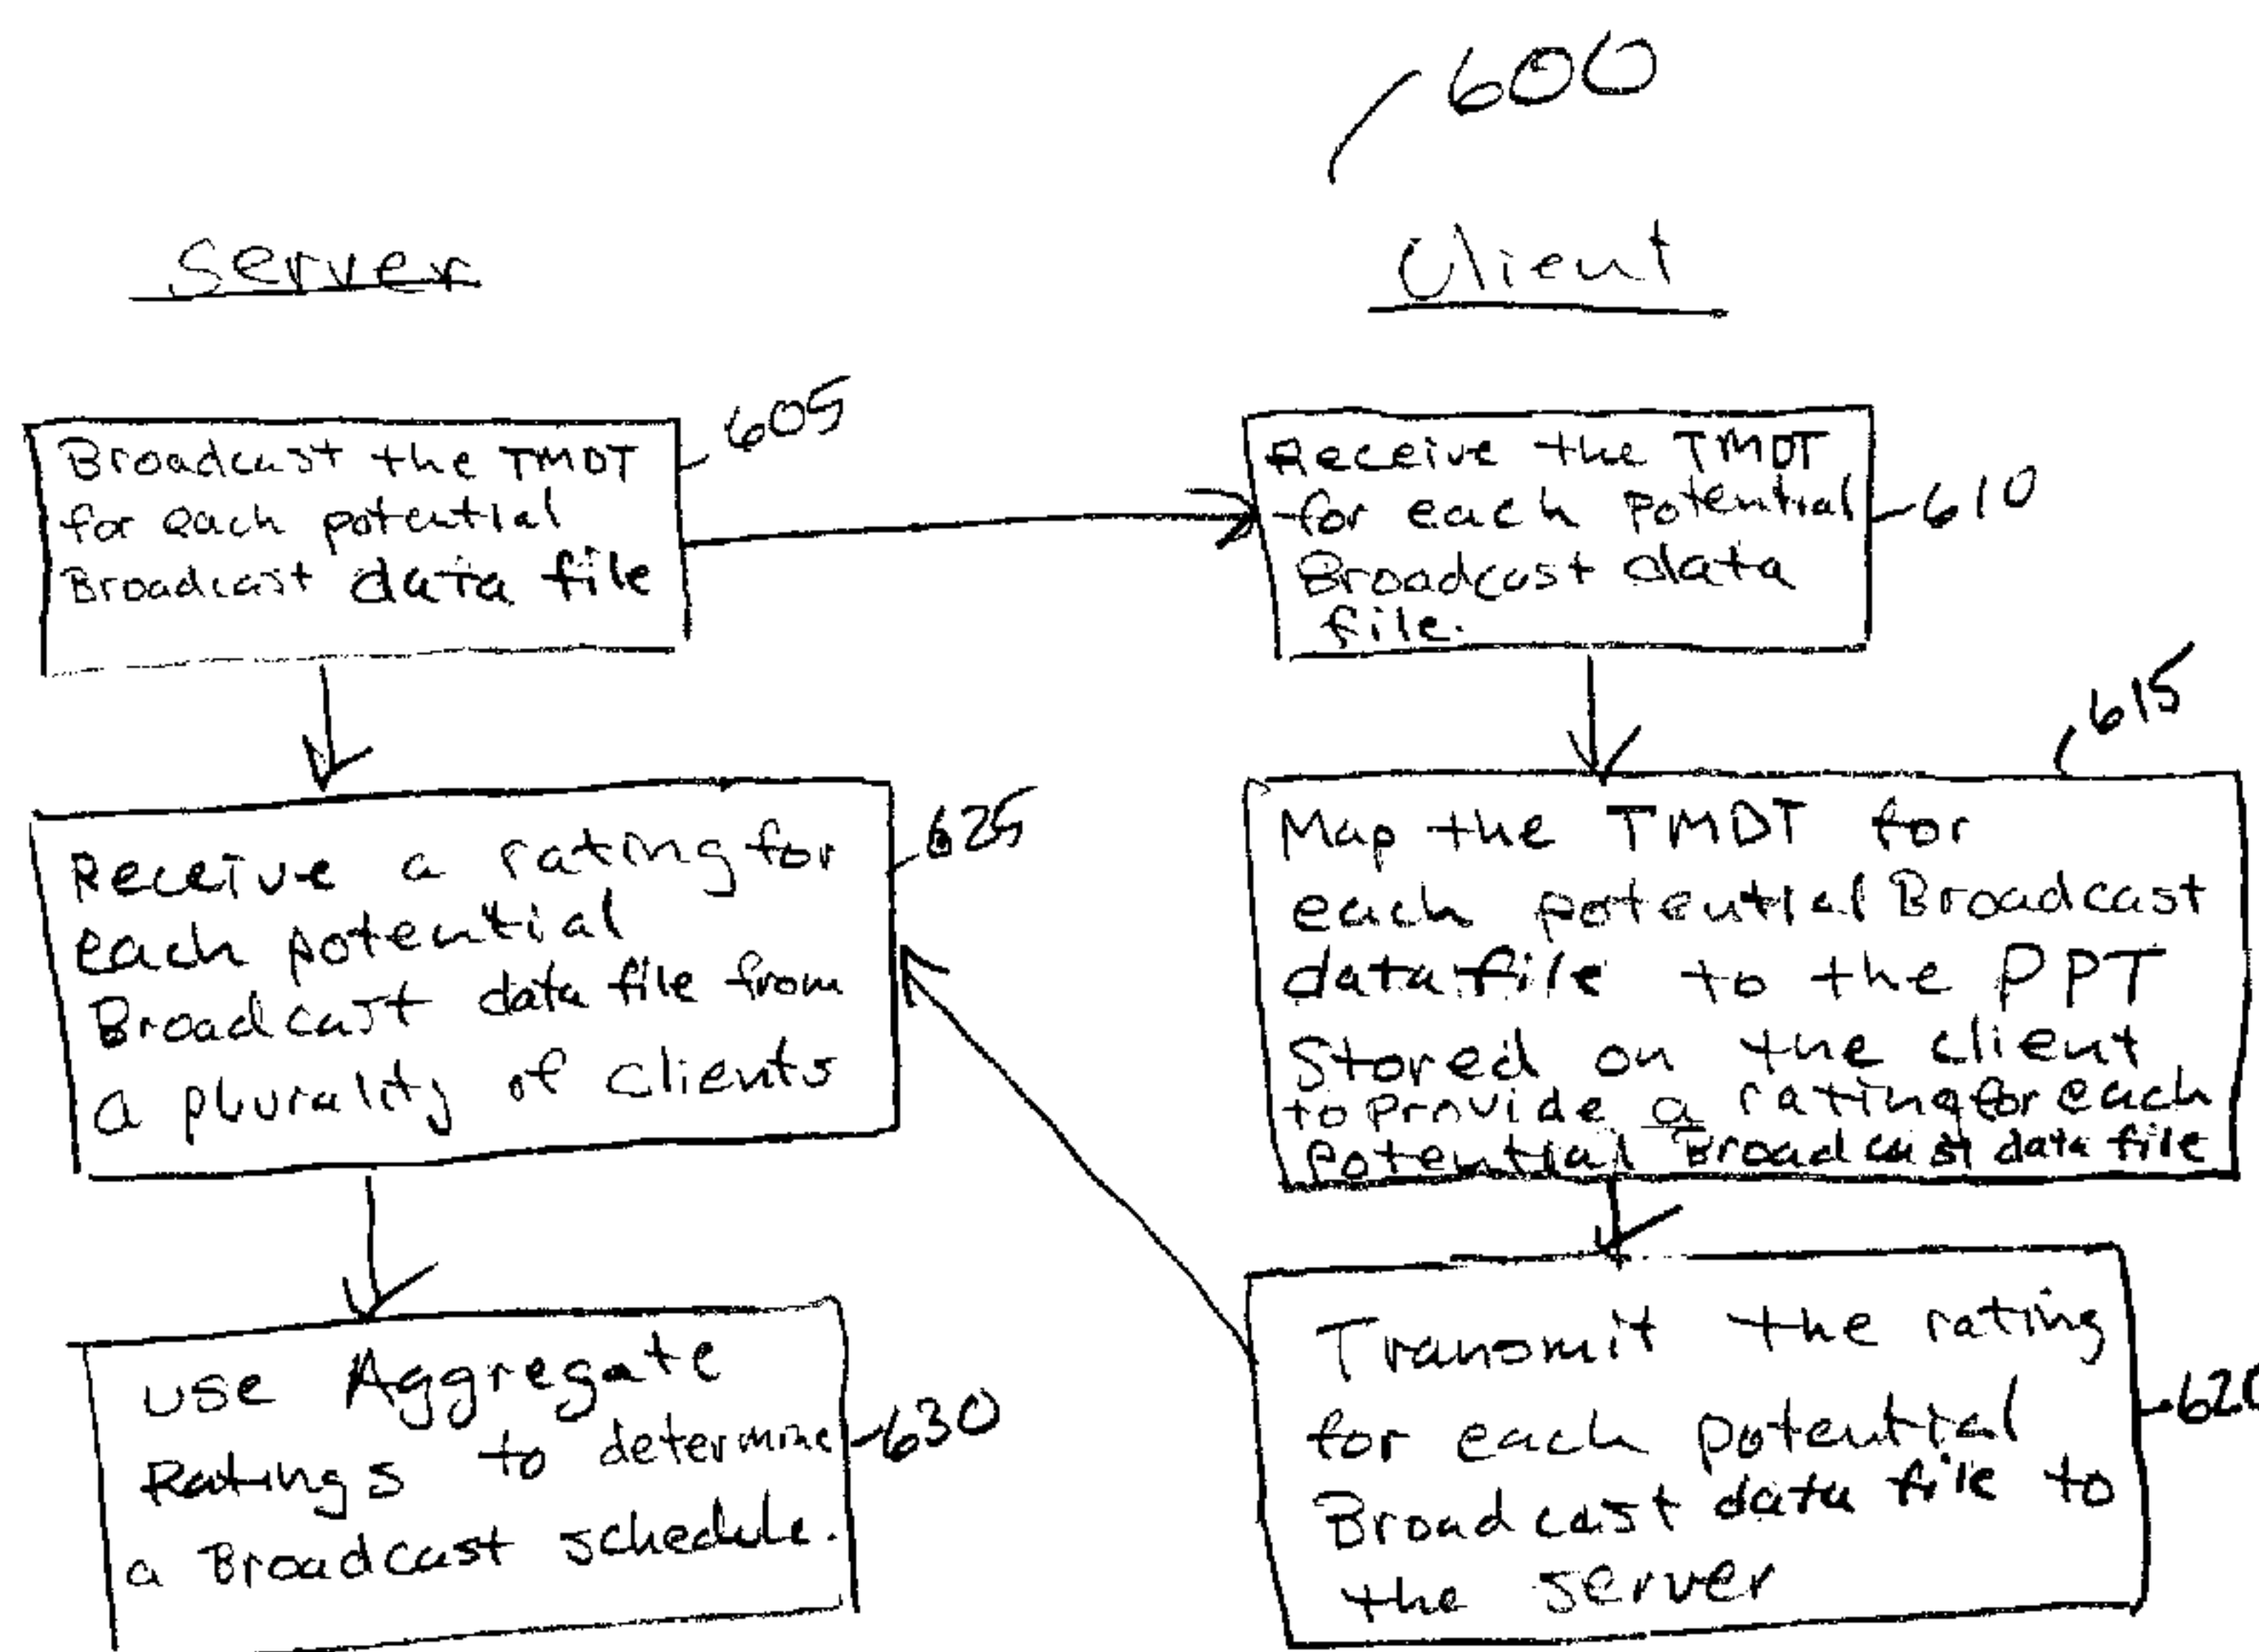 600
Server
Client
Broadcast the TMDT
for each potential
Broadcast data file
605
Receive the TMDT
for each potential
Broadcast data
file.
610
615
Receive a rating for
each potential
Broadcast data file from
a plurality of clients
625
Map the TMDT for
each potential Broadcast
data file to the PPT
Stored on the client
to provide a rating for each
potential Broadcast data file
use Aggregate
Ratings to determine
a Broadcast schedule.
630
Transmit the rating
for each potential
Broadcast data file to
the server
620